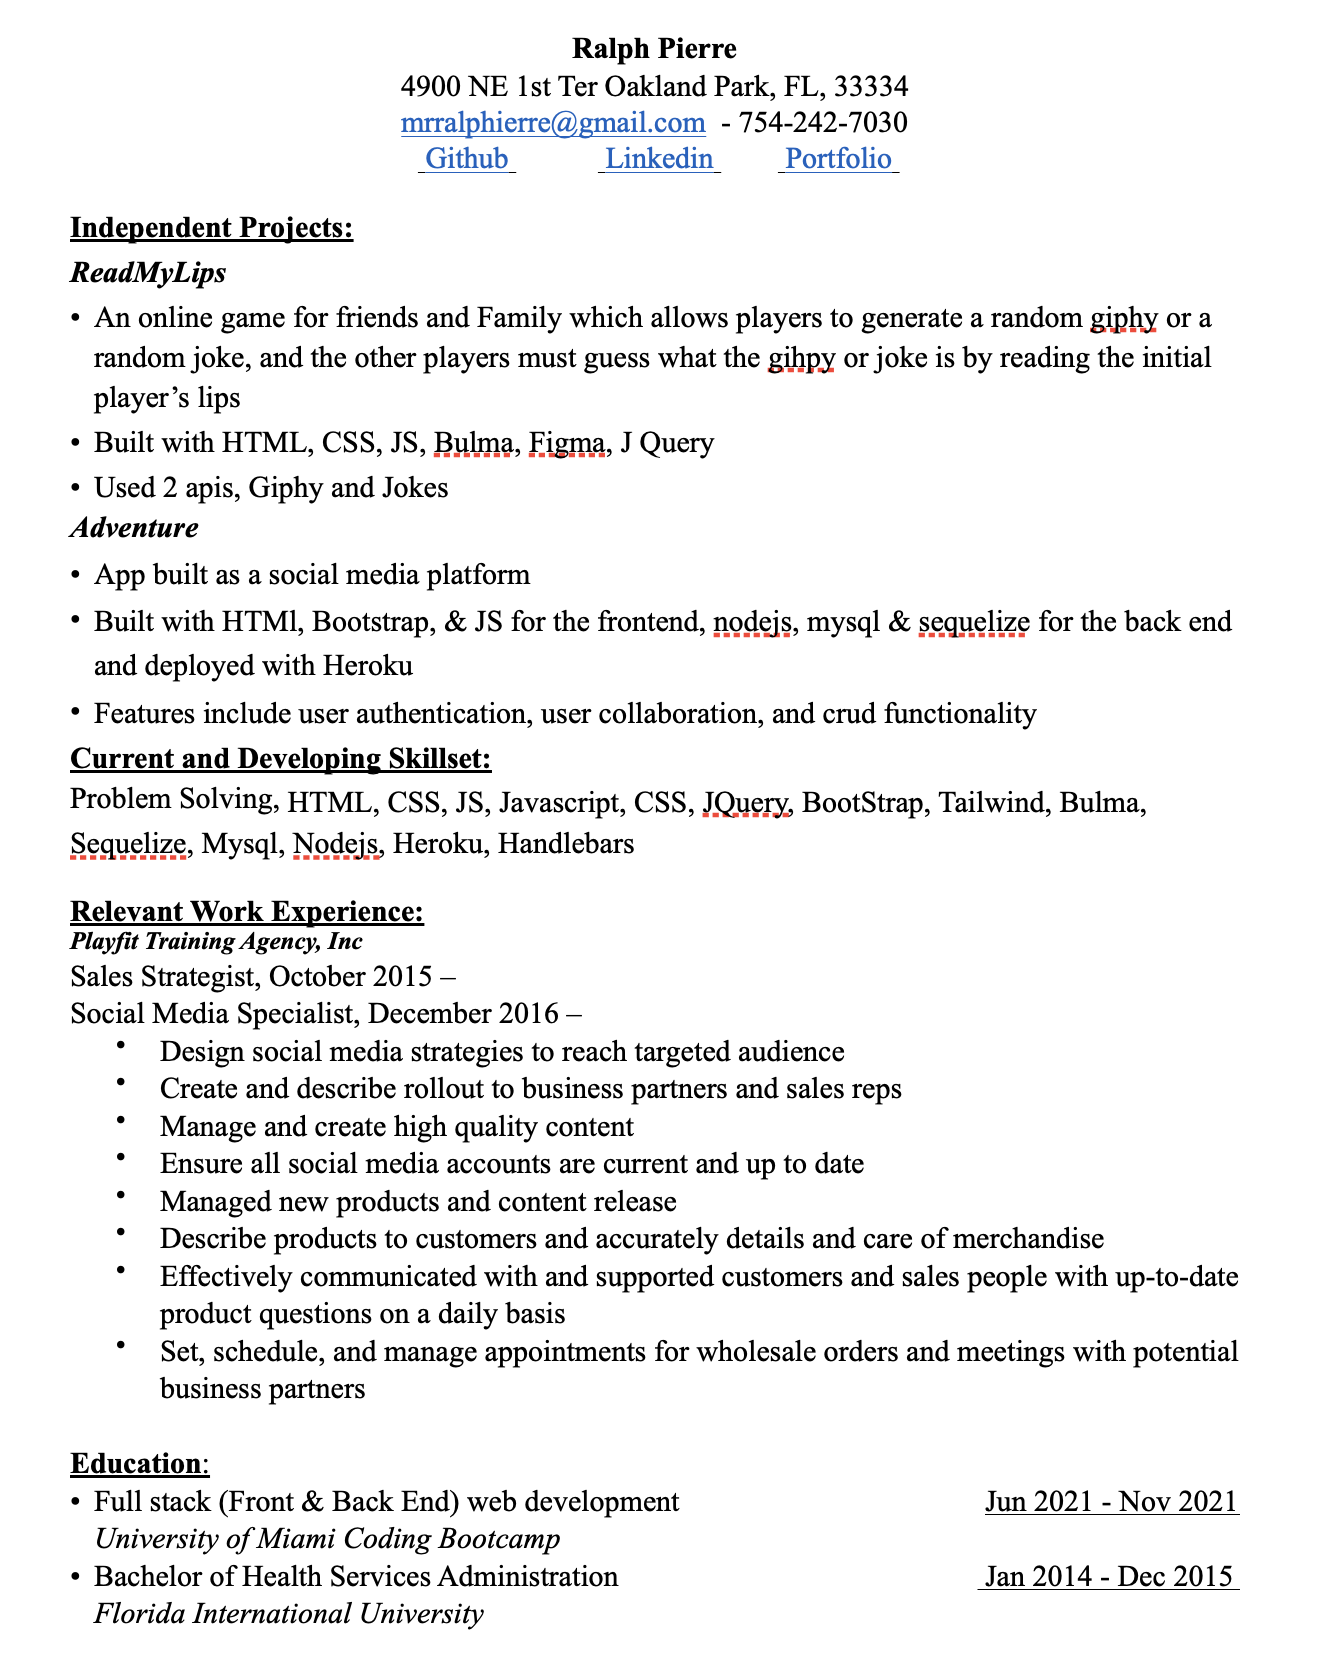 Ralph Pierre
4900 NE 1st Ter Oakland Park, FL, 33334
mrralphierre@gmail.com - 754-242-7030
Github Linkedin Portfolio
Independent Projects:
ReadMyLips
• An online game for friends and Family which allows players to generate a random giphy or a
random joke, and the other players must guess what the gihpy or joke is by reading the initial
player’s lips
• Built with HTML, CSS, JS, Bulma, Figma, J Query
• Used 2 apis, Giphy and Jokes
Adventure
• App built as a social media platform
• Built with HTMl, Bootstrap, & JS for the frontend, nodejs, mysql & sequelize for the back end
and deployed with Heroku
• Features include user authentication, user collaboration, and crud functionality
Current and Developing Skillset:
Problem Solving, HTML, CSS, JS, Javascript, CSS, JQuery, BootStrap, Tailwind, Bulma,
Sequelize, Mysql, Nodejs, Heroku, Handlebars
Relevant Work Experience:
Playfit Training Agency, Inc
Sales Strategist, October 2015 –
Social Media Specialist, December 2016 –
• Design social media strategies to reach targeted audience
• Create and describe rollout to business partners and sales reps
• Manage and create high quality content
• Ensure all social media accounts are current and up to date
• Managed new products and content release
• Describe products to customers and accurately details and care of merchandise
• Effectively communicated with and supported customers and sales people with up-to-date
product questions on a daily basis
• Set, schedule, and manage appointments for wholesale orders and meetings with potential
business partners
Education:
• Full stack (Front & Back End) web development Jun 2021 - Nov 2021
University of Miami Coding Bootcamp
• Bachelor of Health Services Administration Jan 2014 - Dec 2015
Florida International University